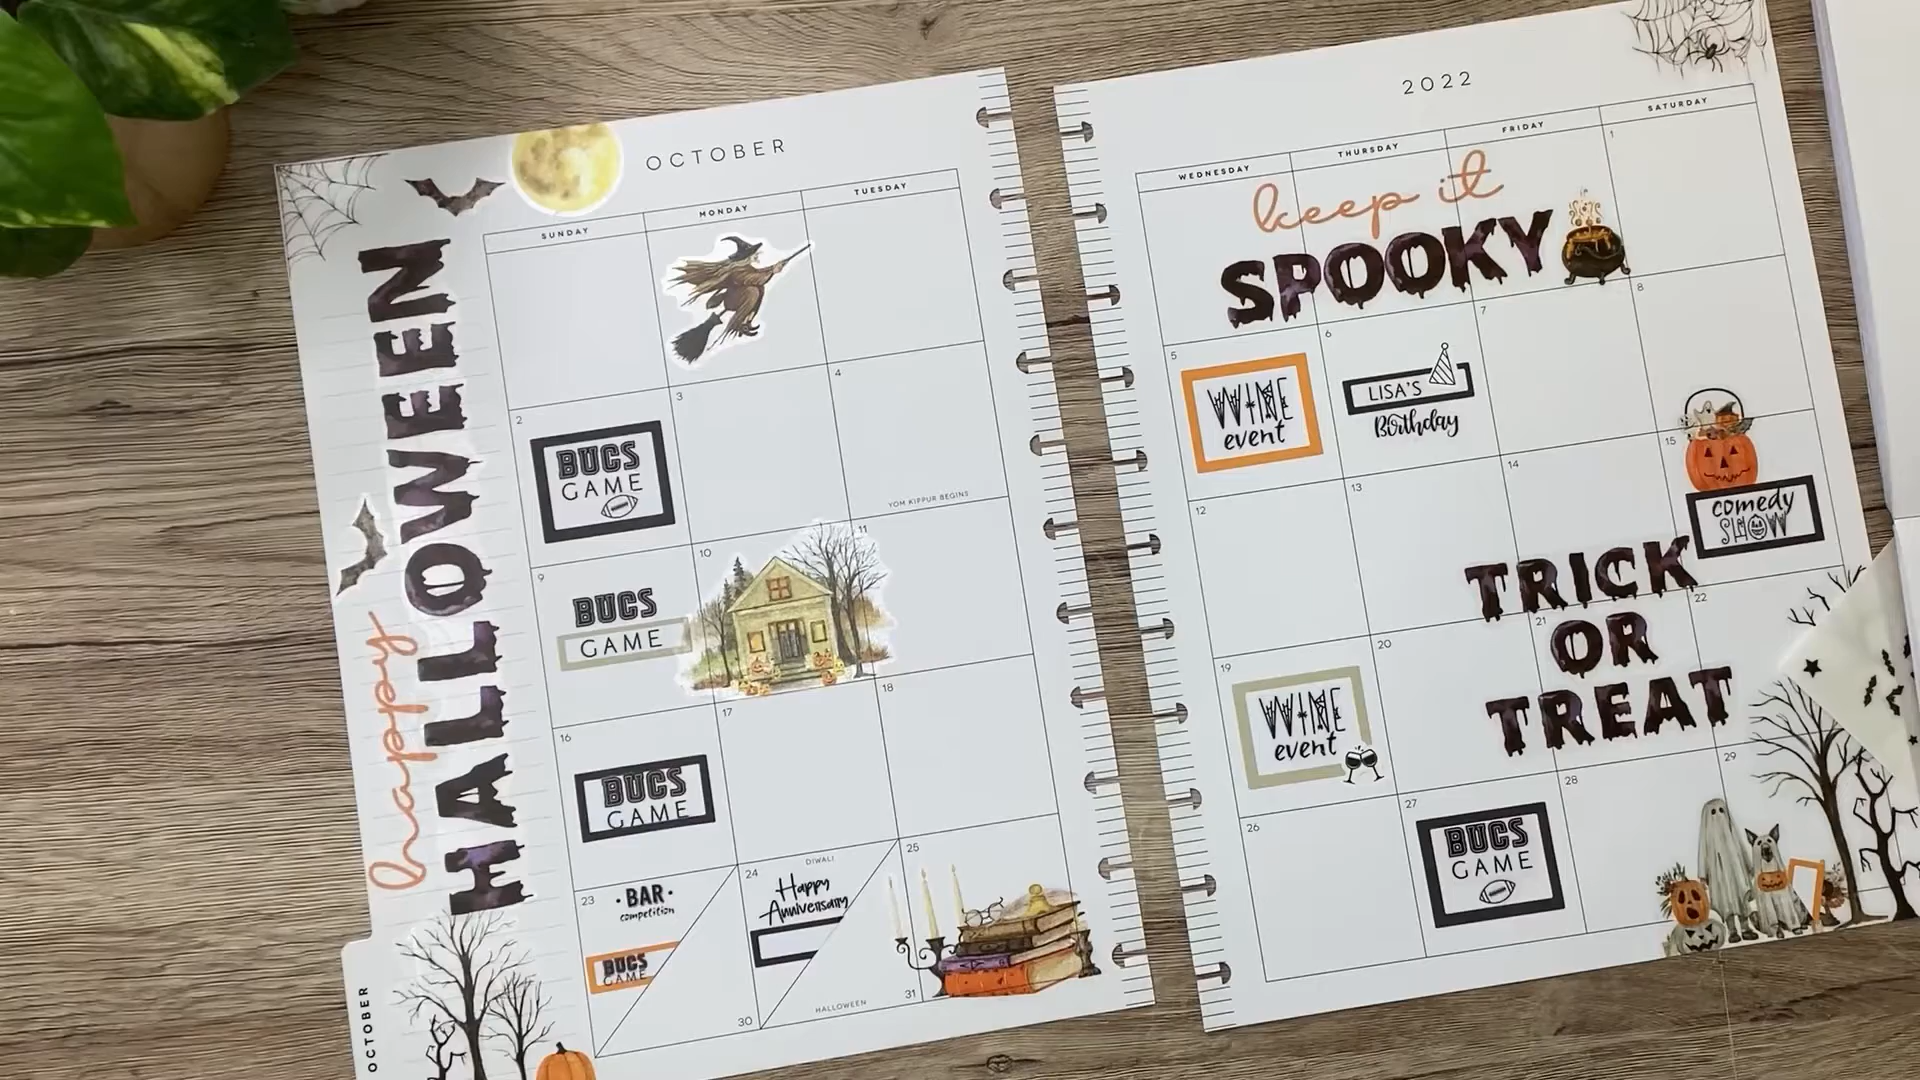 OCTOBER
2022
SUNDAY
MONDAY
TUESDAY
WEDNESDAY
THURSDAY
FRIDAY
SATURDAY
happy
HALLOWEEN
keep it
SPOOKY
1
2
BUCS
GAME
3
4
YOM KIPPUR BEGINS
5
WINE
event
6
LISA'S
Birthday
7
8
9
BUCS
GAME
10
11
12
13
14
15
comedy
SHOW
16
BUCS
GAME
17
18
19
WINE
event
20
21
22
TRICK
OR
TREAT
23
BAR
competition
BUCS
GAME
30
24
DIWALI
Happy
Anniversary
HALLOWEEN
31
25
26
27
BUCS
GAME
28
29
OCTOBER